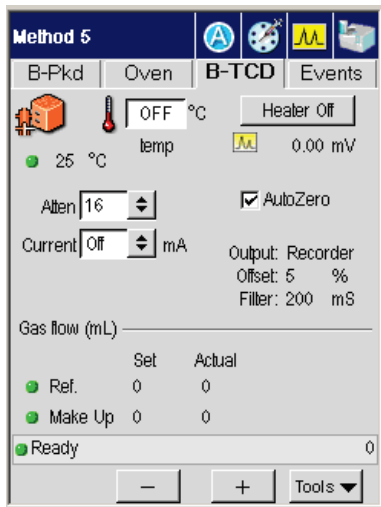 Method 5
A
B-Pkd Oven B-TCD Events
OFF °C Heater Off
temp 0.00 mV
25 °C
Atten 16 AutoZero
Current Off mA
Output: Recorder
Offset: 5 %
Filter: 200 mS
Gas flow (mL)
Set Actual
Ref. 0 0
Make Up 0 0
Ready 0
− + Tools